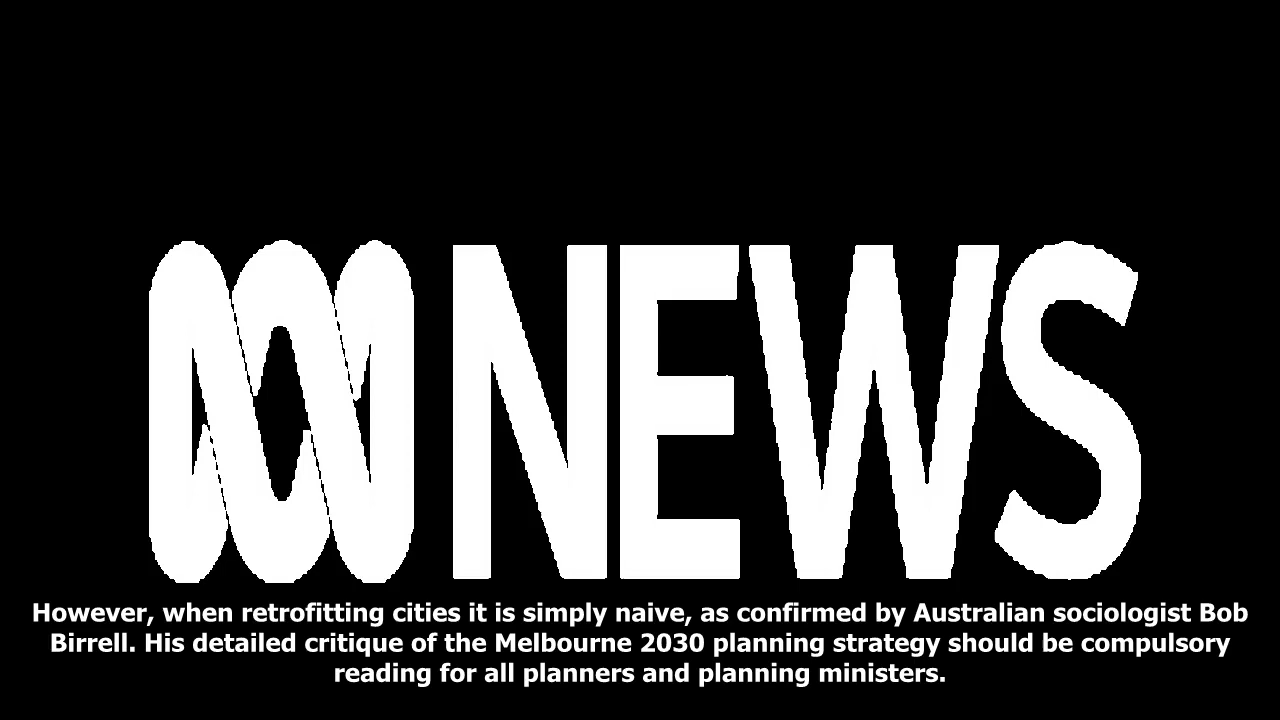 NEWS
However, when retrofitting cities it is simply naive, as confirmed by Australian sociologist Bob
Birrell. His detailed critique of the Melbourne 2030 planning strategy should be compulsory
reading for all planners and planning ministers.